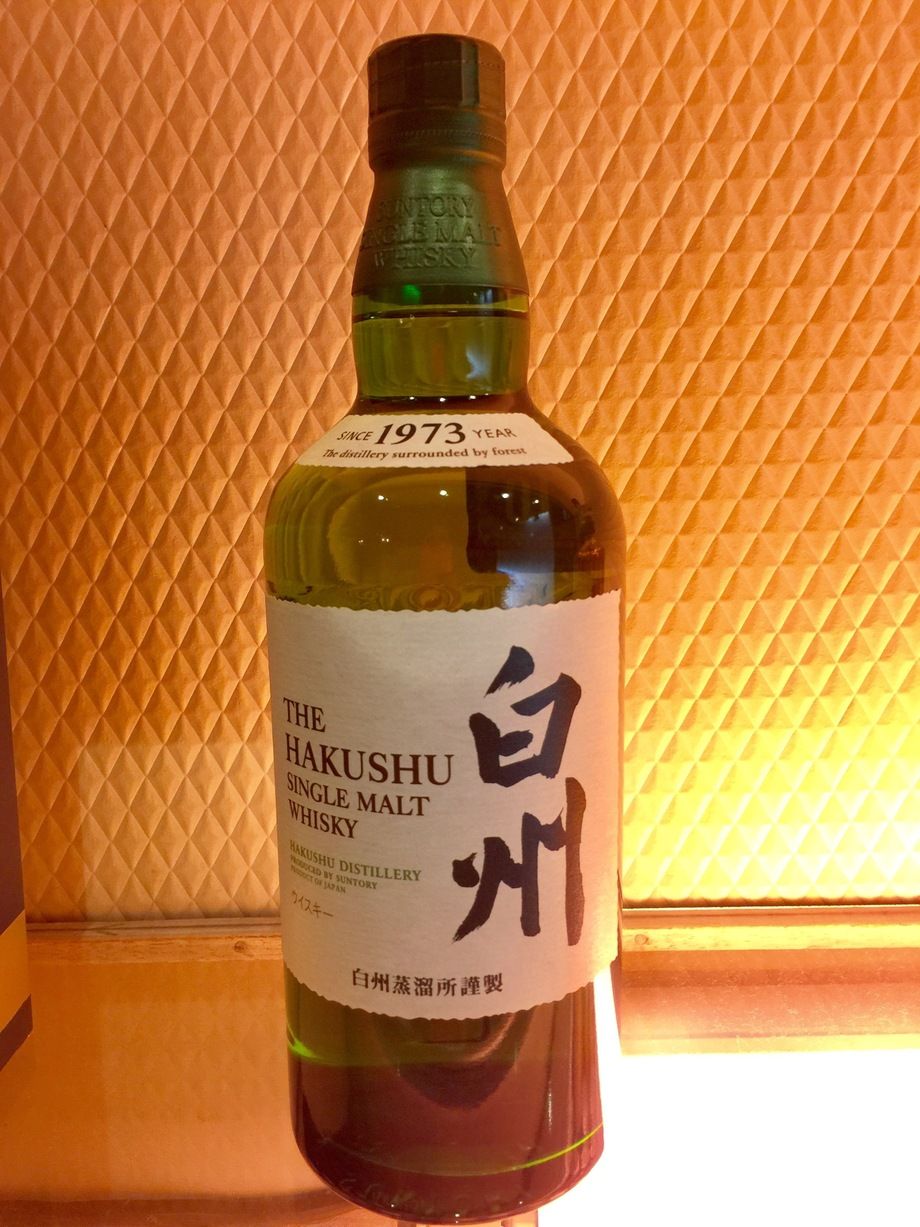 SUNTORY
SINGLE MALT
WHISKY
SINCE 1973 YEAR
The distillery surrounded by forest
THE
HAKUSHU
SINGLE MALT
WHISKY
HAKUSHU DISTILLERY
PRODUCED BY SUNTORY
PRODUCT OF JAPAN
ウイスキー
白州
白州蒸溜所謹製